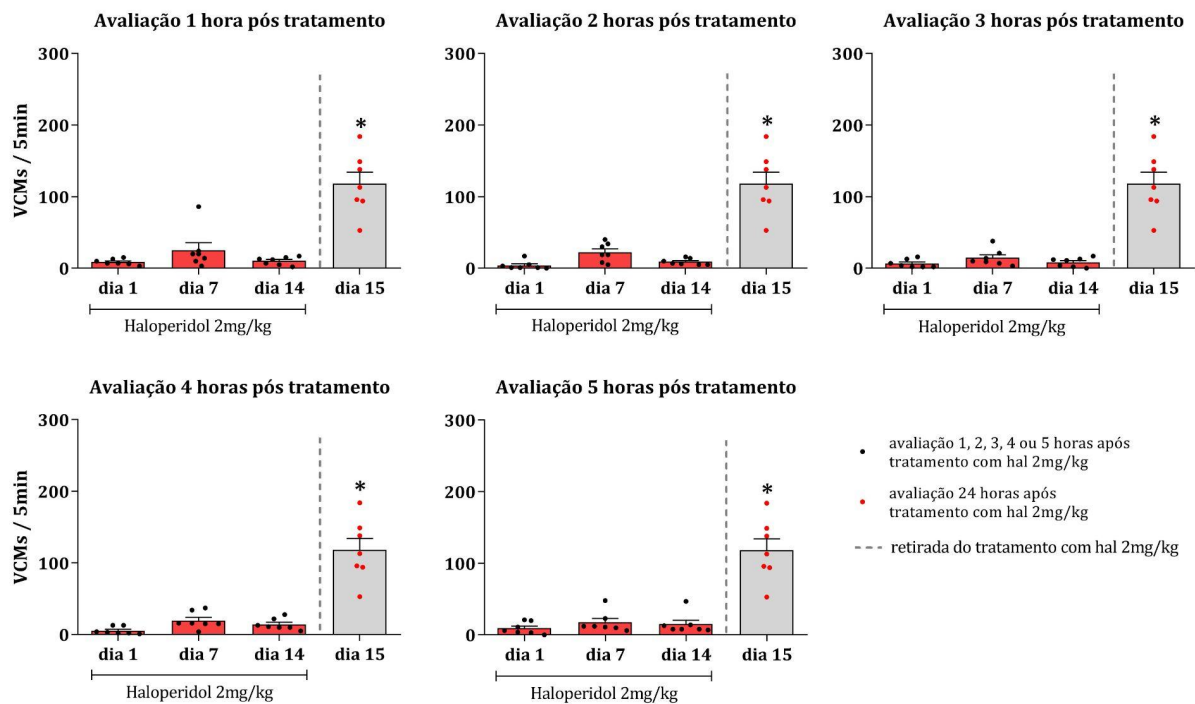 Avaliação 1 hora pós tratamento
300
200
100
0
VCMs / 5min
*
dia 1
dia 7
dia 14
dia 15
Haloperidol 2mg/kg
Avaliação 2 horas pós tratamento
300
200
100
0
*
dia 1
dia 7
dia 14
dia 15
Haloperidol 2mg/kg
Avaliação 3 horas pós tratamento
300
200
100
0
*
dia 1
dia 7
dia 14
dia 15
Haloperidol 2mg/kg
Avaliação 4 horas pós tratamento
300
200
100
0
VCMs / 5min
*
dia 1
dia 7
dia 14
dia 15
Haloperidol 2mg/kg
Avaliação 5 horas pós tratamento
300
200
100
0
*
dia 1
dia 7
dia 14
dia 15
Haloperidol 2mg/kg
avaliação 1, 2, 3, 4 ou 5 horas após
tratamento com hal 2mg/kg
avaliação 24 horas após
tratamento com hal 2mg/kg
retirada do tratamento com hal 2mg/kg